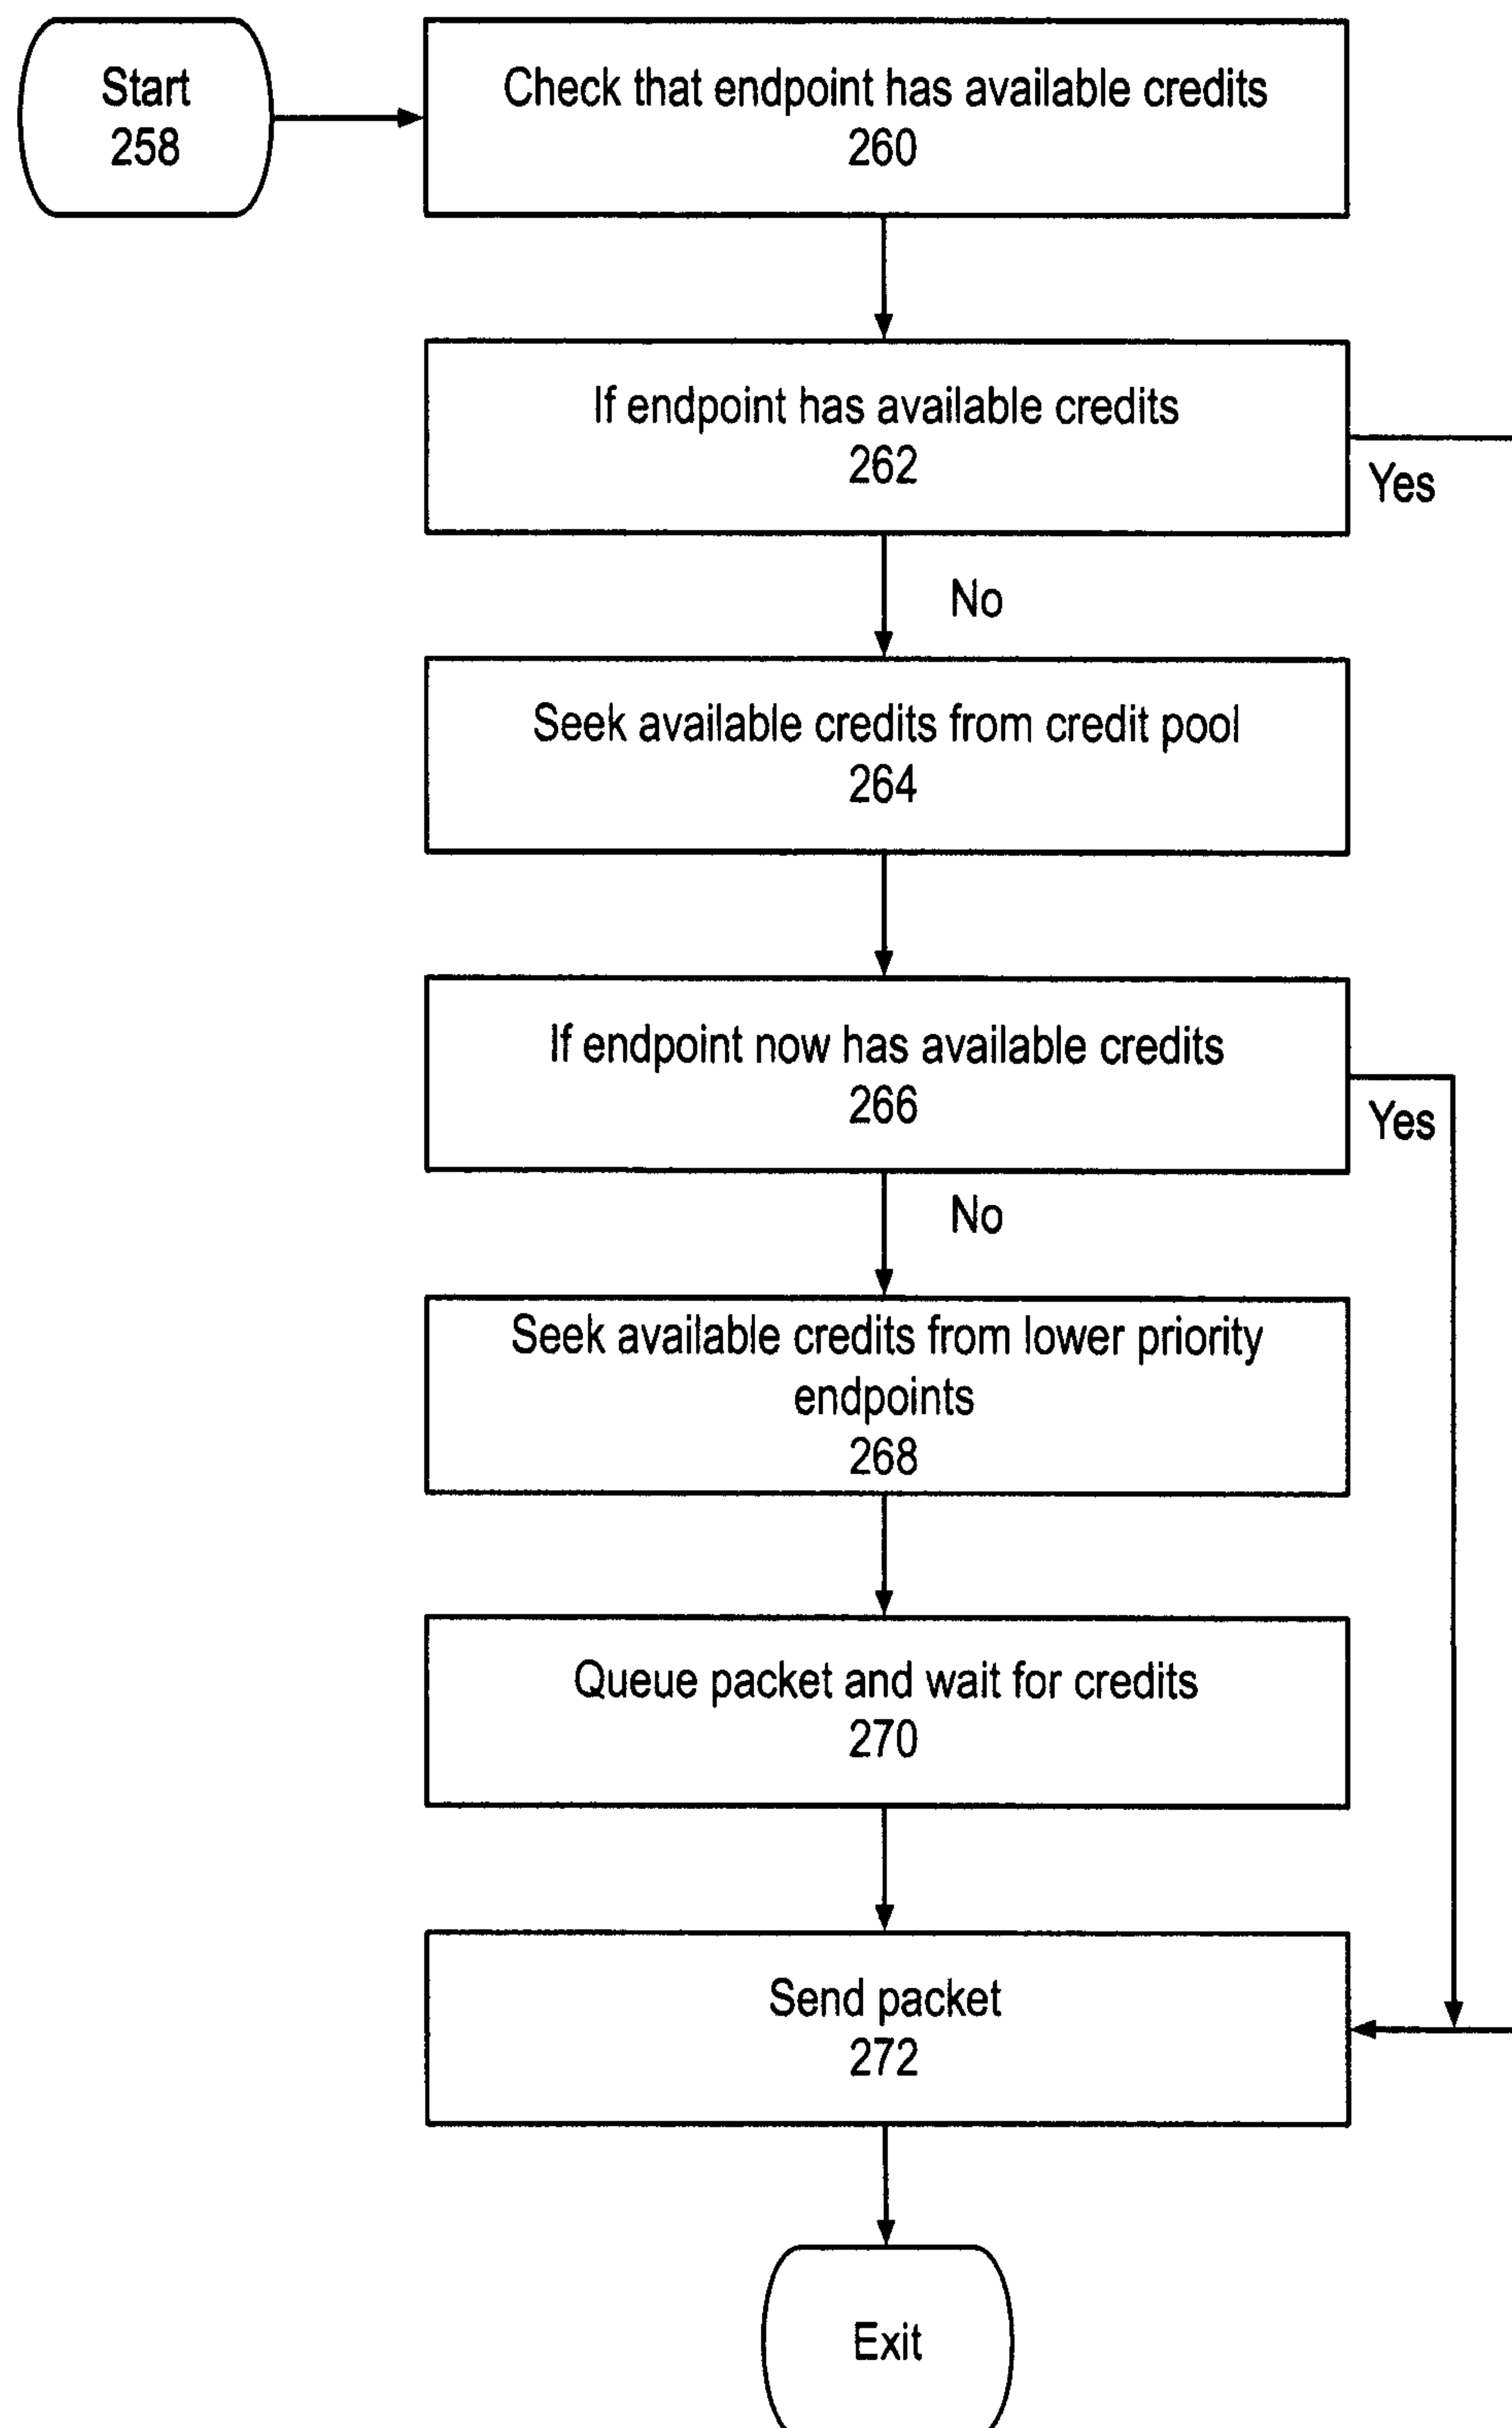 Start
258
Check that endpoint has available credits
260
If endpoint has available credits
262
Yes
No
Seek available credits from credit pool
264
If endpoint now has available credits
266
Yes
No
Seek available credits from lower priority
endpoints
268
Queue packet and wait for credits
270
Send packet
272
Exit